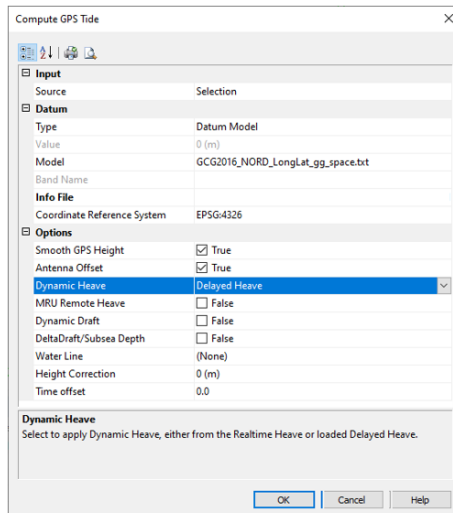 Compute GPS Tide
Input
Source Selection
Datum
Type Datum Model
Value 0 (m)
Model GCG2016_NORD_LongLat_gg_space.txt
Band Name
Info File
Coordinate Reference System EPSG:4326
Options
Smooth GPS Height True
Antenna Offset True
Dynamic Heave Delayed Heave
MRU Remote Heave False
Dynamic Draft False
DeltaDraft/Subsea Depth False
Water Line (None)
Height Correction 0 (m)
Time offset 0.0
Dynamic Heave
Select to apply Dynamic Heave, either from the Realtime Heave or loaded Delayed Heave.
OK Cancel Help